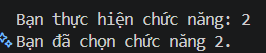 Bạn thực hiện chức năng: 2
Bạn đã chọn chức năng 2.